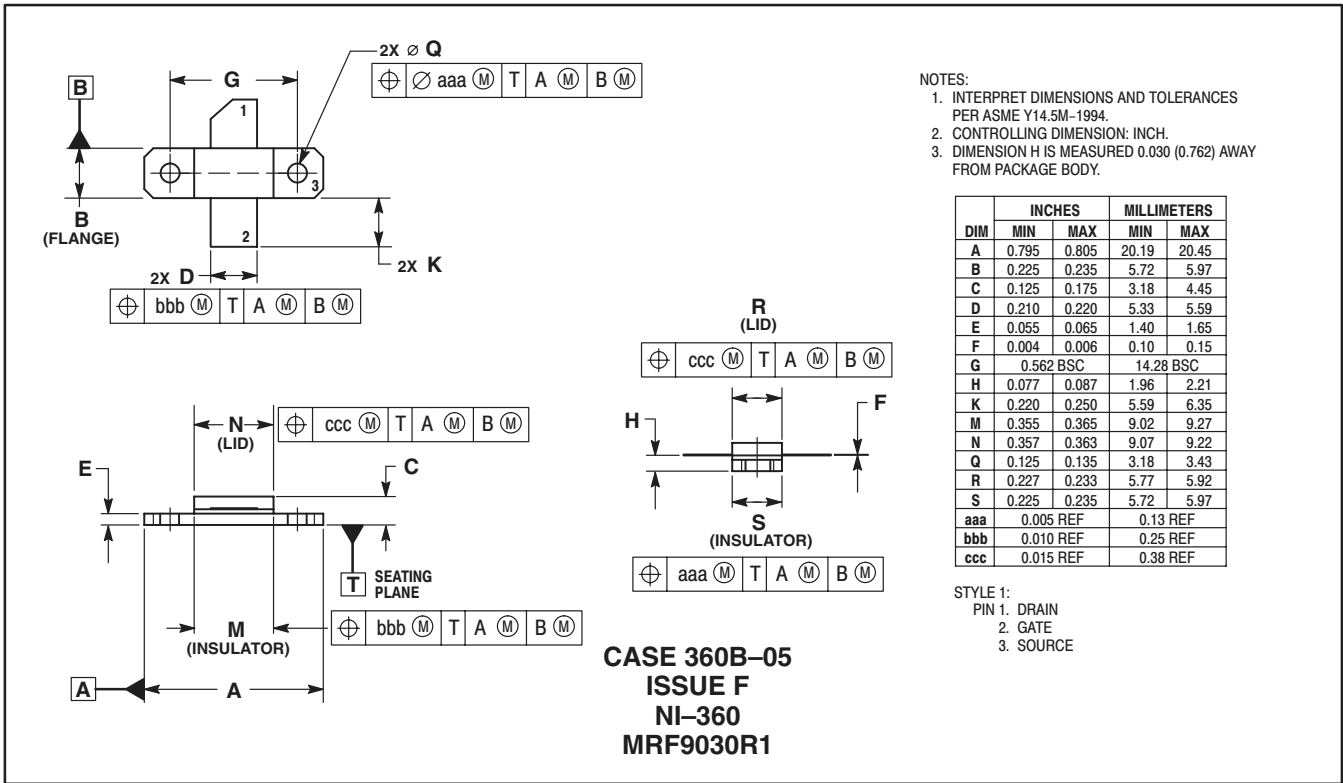 2X ⌀ Q
⌖ ⌀ aaa Ⓜ T A Ⓜ B Ⓜ
G
B
1
3
B
(FLANGE)
2
2X K
2X D
⌖ bbb Ⓜ T A Ⓜ B Ⓜ
R
(LID)
⌖ ccc Ⓜ T A Ⓜ B Ⓜ
N
(LID)
⌖ ccc Ⓜ T A Ⓜ B Ⓜ
E
C
H
F
S
(INSULATOR)
⌖ aaa Ⓜ T A Ⓜ B Ⓜ
T SEATING
PLANE
M
(INSULATOR)
⌖ bbb Ⓜ T A Ⓜ B Ⓜ
A
A
CASE 360B–05
ISSUE F
NI–360
MRF9030R1
NOTES:
1. INTERPRET DIMENSIONS AND TOLERANCES
PER ASME Y14.5M–1994.
2. CONTROLLING DIMENSION: INCH.
3. DIMENSION H IS MEASURED 0.030 (0.762) AWAY
FROM PACKAGE BODY.
INCHES MILLIMETERS
DIM MIN MAX MIN MAX
A 0.795 0.805 20.19 20.45
B 0.225 0.235 5.72 5.97
C 0.125 0.175 3.18 4.45
D 0.210 0.220 5.33 5.59
E 0.055 0.065 1.40 1.65
F 0.004 0.006 0.10 0.15
G 0.562 BSC 14.28 BSC
H 0.077 0.087 1.96 2.21
K 0.220 0.250 5.59 6.35
M 0.355 0.365 9.02 9.27
N 0.357 0.363 9.07 9.22
Q 0.125 0.135 3.18 3.43
R 0.227 0.233 5.77 5.92
S 0.225 0.235 5.72 5.97
aaa 0.005 REF 0.13 REF
bbb 0.010 REF 0.25 REF
ccc 0.015 REF 0.38 REF
STYLE 1:
PIN 1. DRAIN
2. GATE
3. SOURCE